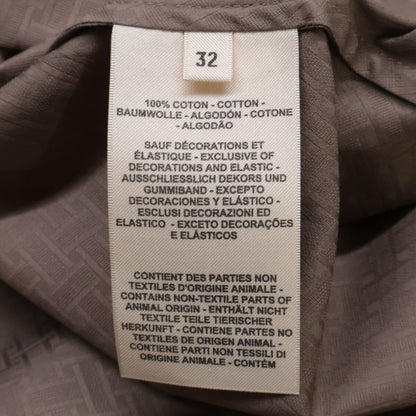 32
100% COTON - COTTON -
BAUMWOLLE - ALGODÓN - COTONE
- ALGODÃO
SAUF DÉCORATIONS ET
ÉLASTIQUE - EXCLUSIVE OF
DECORATIONS AND ELASTIC -
AUSSCHLIESSLICH DEKORS UND
GUMMIBAND - EXCEPTO
DECORACIONES Y ELÁSTICO -
ESCLUSI DECORAZIONI ED
ELASTICO - EXCETO DECORAÇÕES
E ELÁSTICOS
CONTIENT DES PARTIES NON
TEXTILES D'ORIGINE ANIMALE -
CONTAINS NON-TEXTILE PARTS OF
ANIMAL ORIGIN - ENTHÄLT NICHT
TEXTILE TEILE TIERISCHER
HERKUNFT - CONTIENE PARTES NO
TEXTILES DE ORIGEN ANIMAL -
CONTIENE PARTI NON TESSILI DI
ORIGINE ANIMALE - CONTÉM